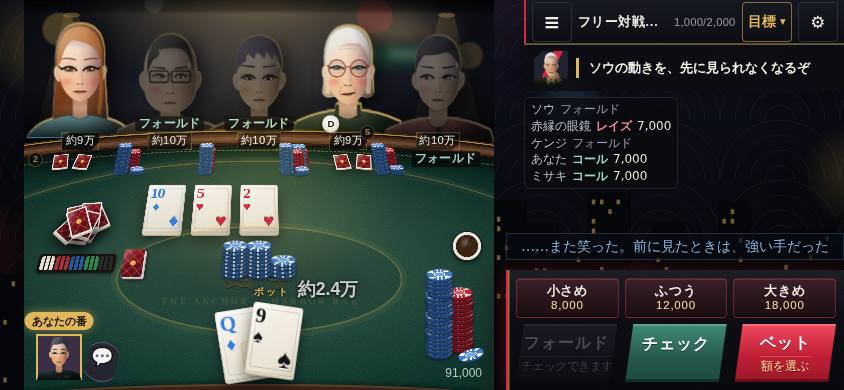 フリー対戦…
1,000/2,000
目標▼
ソウの動きを、先に見られなくなるぞ
ソウ フォールド
赤縁の眼鏡 レイズ 7,000
ケンジ フォールド
あなた コール 7,000
ミサキ コール 7,000
……また笑った。前に見たときは、強い手だった
小さめ
8,000
ふつう
12,000
大きめ
18,000
フォールド
チェックできます
チェック
ベット
額を選ぶ
フォールド
フォールド
D
約9万
約10万
約10万
約9万
5
約10万
フォールド
2
10
5
2
ポット 約2.4万
Q
9
あなたの番
91,000